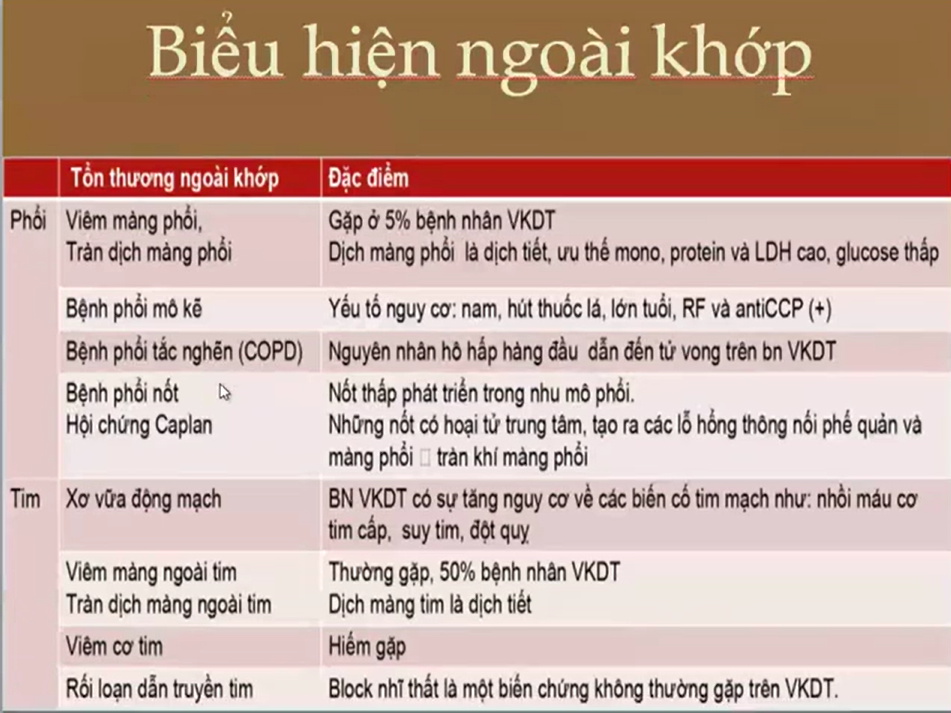 Biểu hiện ngoài khớp
Tổn thương ngoài khớp Đặc điểm
Phổi Viêm màng phổi, Gặp ở 5% bệnh nhân VKDT
Tràn dịch màng phổi Dịch màng phổi là dịch tiết, ưu thế mono, protein và LDH cao, glucose thấp
Bệnh phổi mô kẽ Yếu tố nguy cơ: nam, hút thuốc lá, lớn tuổi, RF và antiCCP (+)
Bệnh phổi tắc nghẽn (COPD) Nguyên nhân hô hấp hàng đầu dẫn đến tử vong trên bn VKDT
Bệnh phổi nốt Nốt thấp phát triển trong nhu mô phổi.
Hội chứng Caplan Những nốt có hoại tử trung tâm, tạo ra các lỗ hổng thông nối phế quản và
màng phổi tràn khí màng phổi
Tim Xơ vữa động mạch BN VKDT có sự tăng nguy cơ về các biến cố tim mạch như: nhồi máu cơ
tim cấp, suy tim, đột quỵ
Viêm màng ngoài tim Thường gặp, 50% bệnh nhân VKDT
Tràn dịch màng ngoài tim Dịch màng tim là dịch tiết
Viêm cơ tim Hiếm gặp
Rối loạn dẫn truyền tim Block nhĩ thất là một biến chứng không thường gặp trên VKDT.